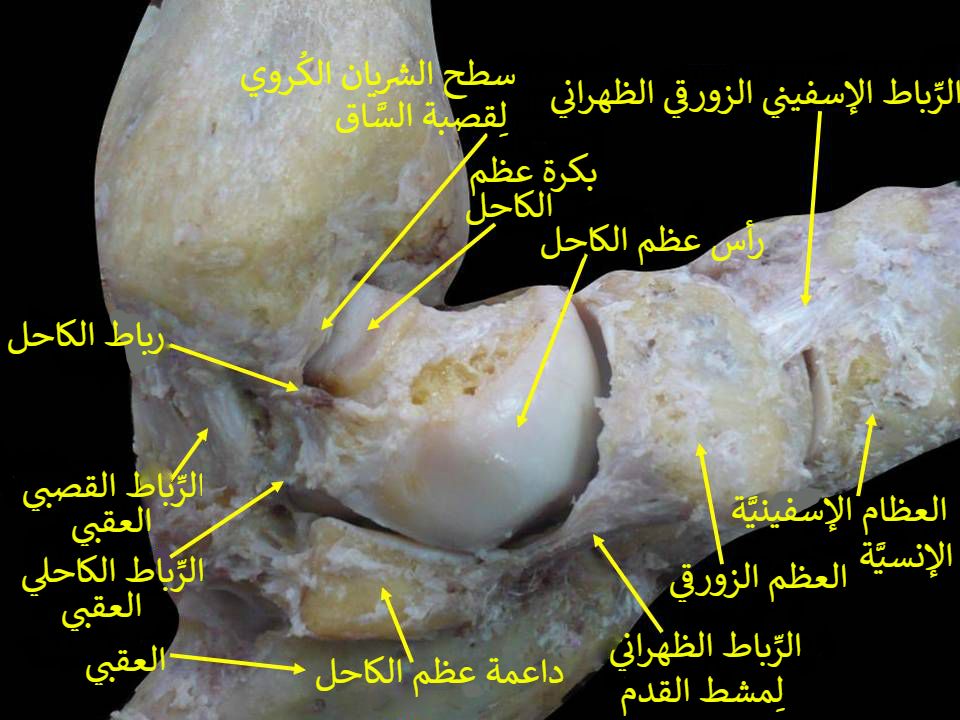 سطح الشريان الكُروي
لِقصبة السَّاق
الرِّباط الإسفيني الزورقي الظهراني
بكرة عظم
الكاحل
رأس عظم الكاحل
رباط الكاحل
الرِّباط القصبي
العقبي
الرِّباط الكاحلي
العقبي
العقبي
داعمة عظم الكاحل
الرِّباط الظهراني
لِمشط القدم
العظم الزورقي
العظام الإسفينيَّة
الإنسيَّة